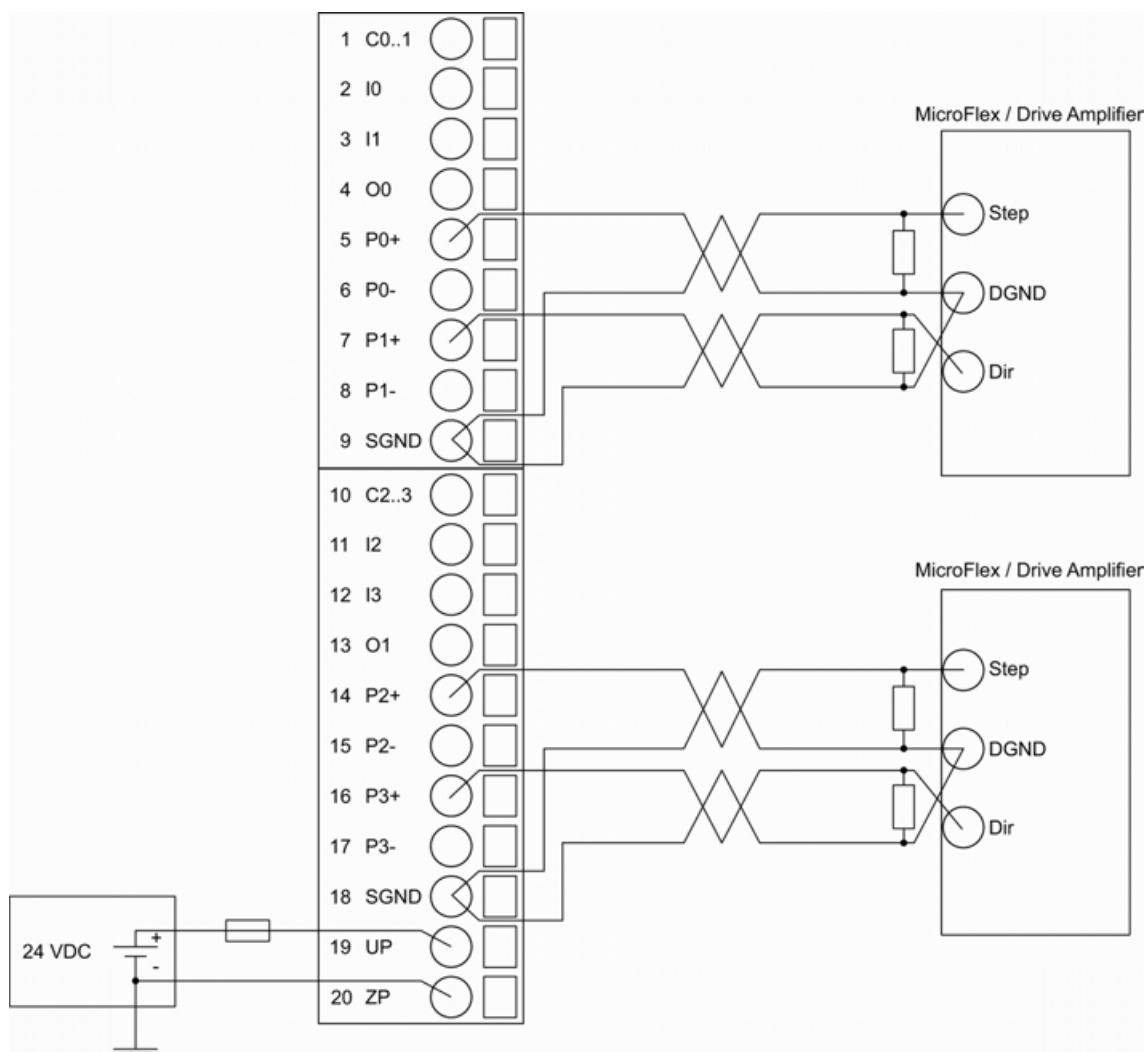 1 C0..1
2 I0
3 I1
4 O0
5 P0+
6 P0-
7 P1+
8 P1-
9 SGND
10 C2..3
11 I2
12 I3
13 O1
14 P2+
15 P2-
16 P3+
17 P3-
18 SGND
19 UP
20 ZP
MicroFlex / Drive Amplifier
Step
DGND
Dir
MicroFlex / Drive Amplifier
Step
DGND
Dir
24 VDC
+
-